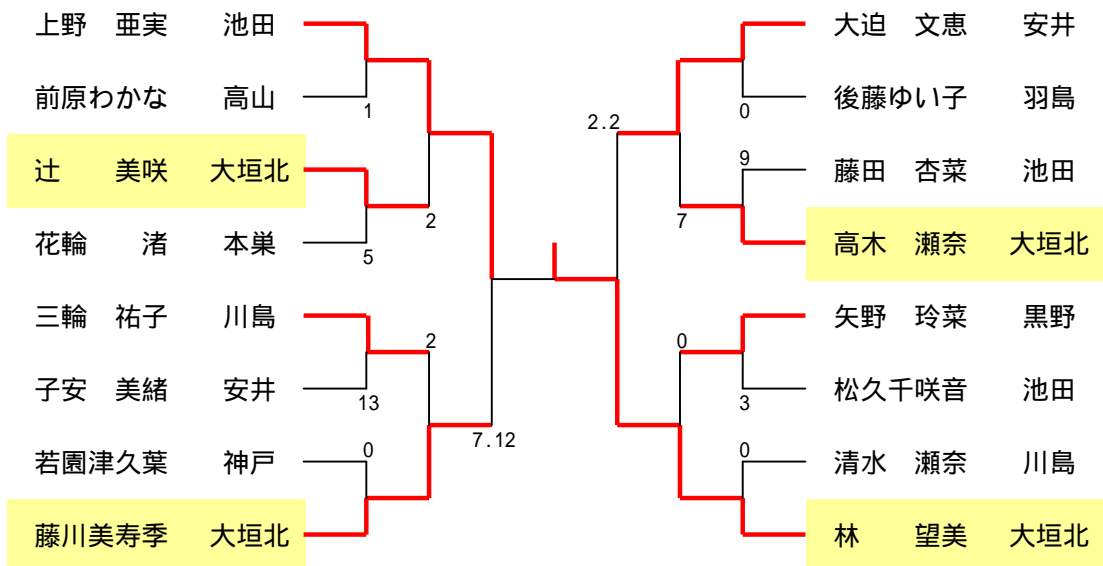 上野　亜実　池田
前原わかな　高山
1
辻　　美咲　大垣北
2
花輪　　渚　本巣
5
三輪　祐子　川島
2
子安　美緒　安井
13
7.12
若園津久葉　神戸
0
藤川美寿季　大垣北
大迫　文恵　安井
後藤ゆい子　羽島
0
2.2
9
藤田　杏菜　池田
7
高木　瀬奈　大垣北
矢野　玲菜　黒野
0
松久千咲音　池田
3
0
清水　瀬奈　川島
林　　望美　大垣北